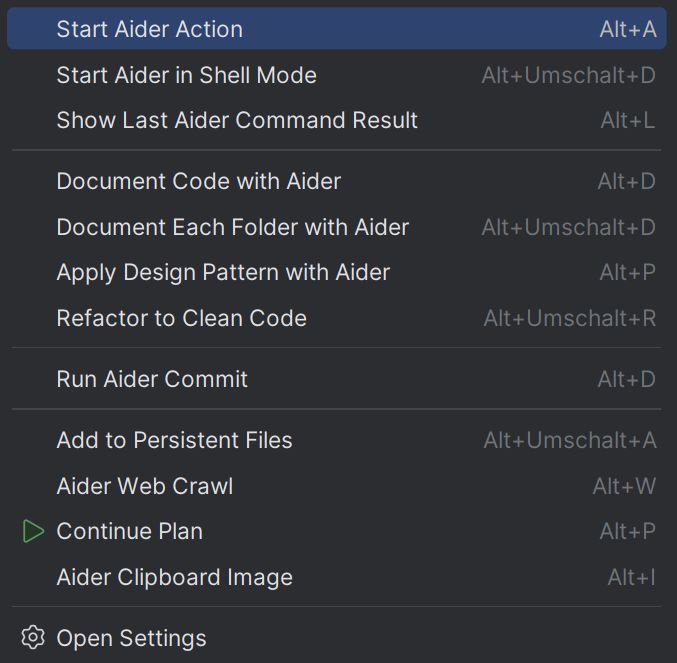 Start Aider Action Alt+A
Start Aider in Shell Mode Alt+Umschalt+D
Show Last Aider Command Result Alt+L
Document Code with Aider Alt+D
Document Each Folder with Aider Alt+Umschalt+D
Apply Design Pattern with Aider Alt+P
Refactor to Clean Code Alt+Umschalt+R
Run Aider Commit Alt+D
Add to Persistent Files Alt+Umschalt+A
Aider Web Crawl Alt+W
Continue Plan Alt+P
Aider Clipboard Image Alt+I
Open Settings